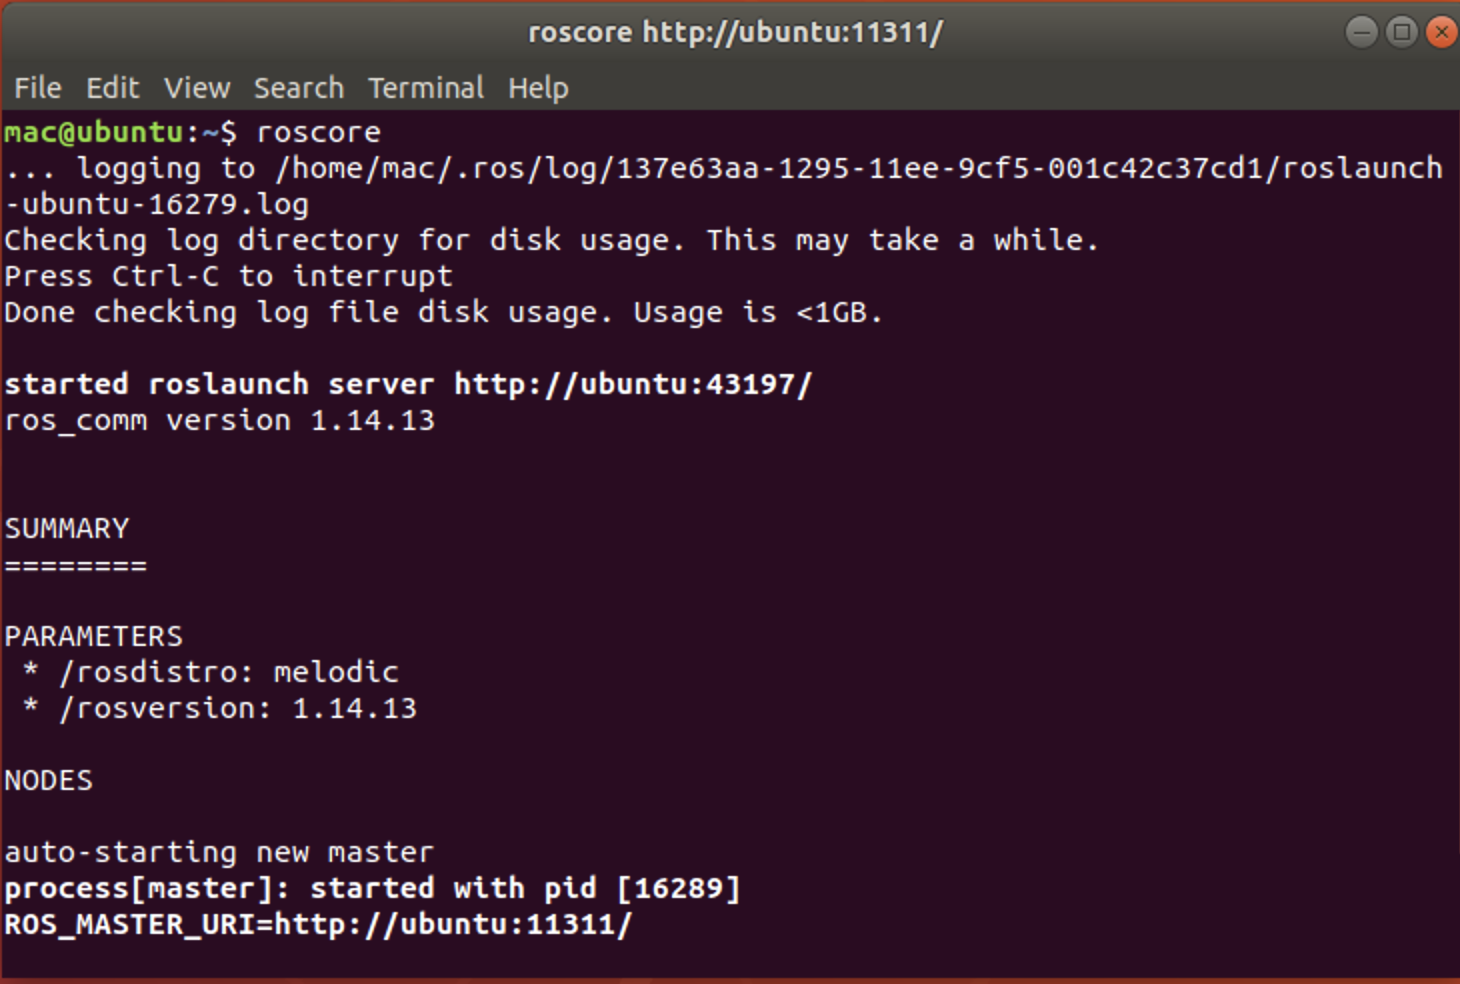 roscore http://ubuntu:11311/
File Edit View Search Terminal Help
mac@ubuntu:~$ roscore
... logging to /home/mac/.ros/log/137e63aa-1295-11ee-9cf5-001c42c37cd1/roslaunch
-ubuntu-16279.log
Checking log directory for disk usage. This may take a while.
Press Ctrl-C to interrupt
Done checking log file disk usage. Usage is <1GB.
started roslaunch server http://ubuntu:43197/
ros_comm version 1.14.13
SUMMARY
========
PARAMETERS
 * /rosdistro: melodic
 * /rosversion: 1.14.13
NODES
auto-starting new master
process[master]: started with pid [16289]
ROS_MASTER_URI=http://ubuntu:11311/